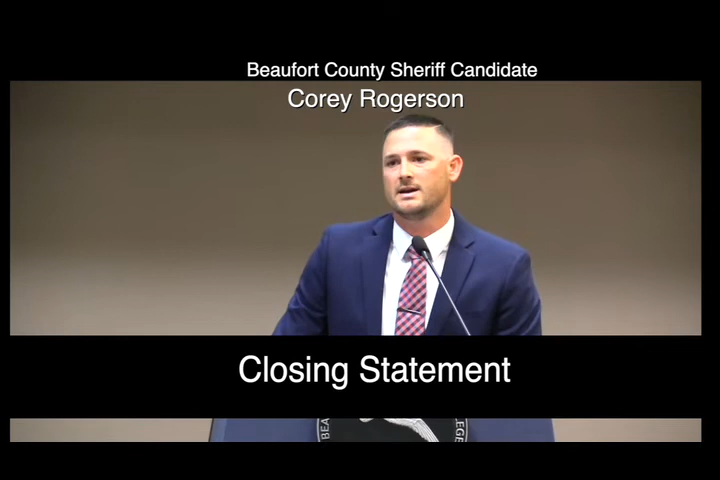 Beaufort County Sheriff Candidate
Corey Rogerson
Closing Statement